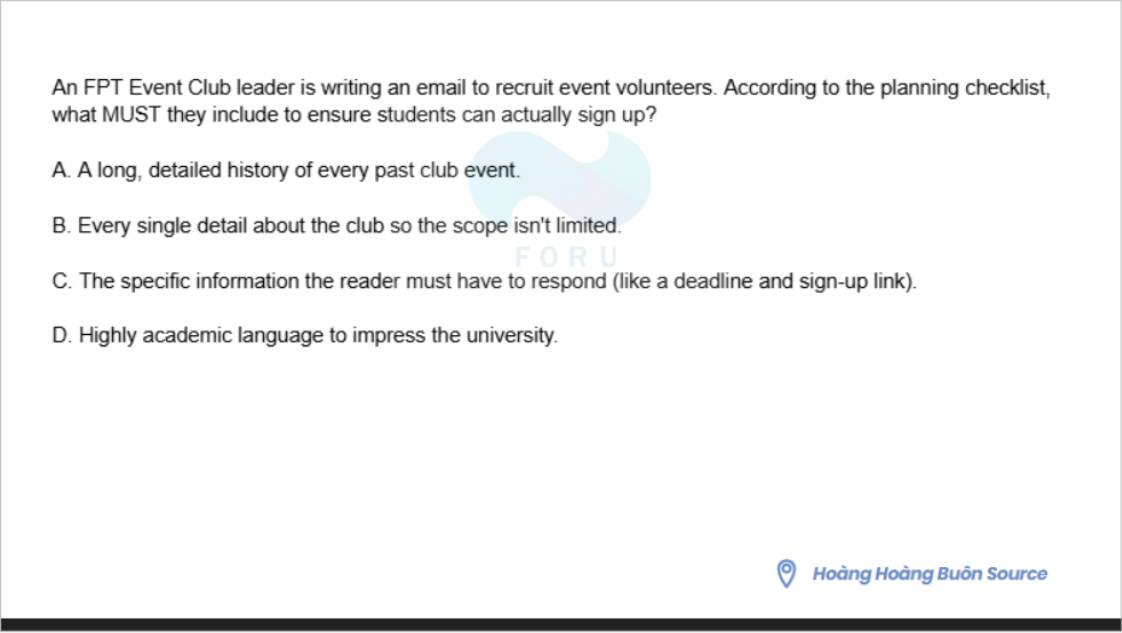 An FPT Event Club leader is writing an email to recruit event volunteers. According to the planning checklist,
what MUST they include to ensure students can actually sign up?
A. A long, detailed history of every past club event.
B. Every single detail about the club so the scope isn't limited.
FORU
C. The specific information the reader must have to respond (like a deadline and sign-up link).
D. Highly academic language to impress the university.
Hoàng Hoàng Buôn Source